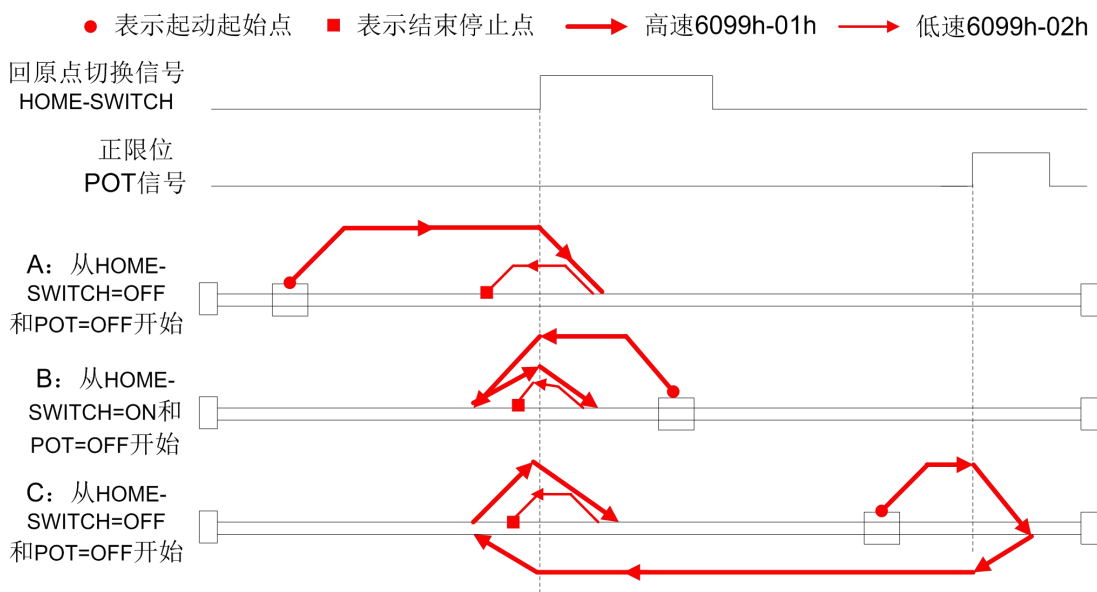 表示起动起始点 表示结束停止点 高速6099h-01h 低速6099h-02h
回原点切换信号
HOME-SWITCH
正限位
POT信号
A：从HOME-
SWITCH=OFF
和POT=OFF开始
B：从HOME-
SWITCH=ON和
POT=OFF开始
C：从HOME-
SWITCH=OFF
和POT=OFF开始